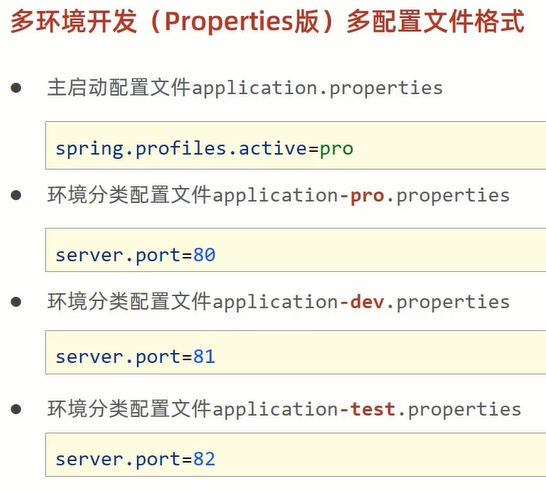 多环境开发（Properties版）多配置文件格式
主启动配置文件application.properties
spring.profiles.active=pro
环境分类配置文件application-pro.properties
server.port=80
环境分类配置文件application-dev.properties
server.port=81
环境分类配置文件application-test.properties
server.port=82